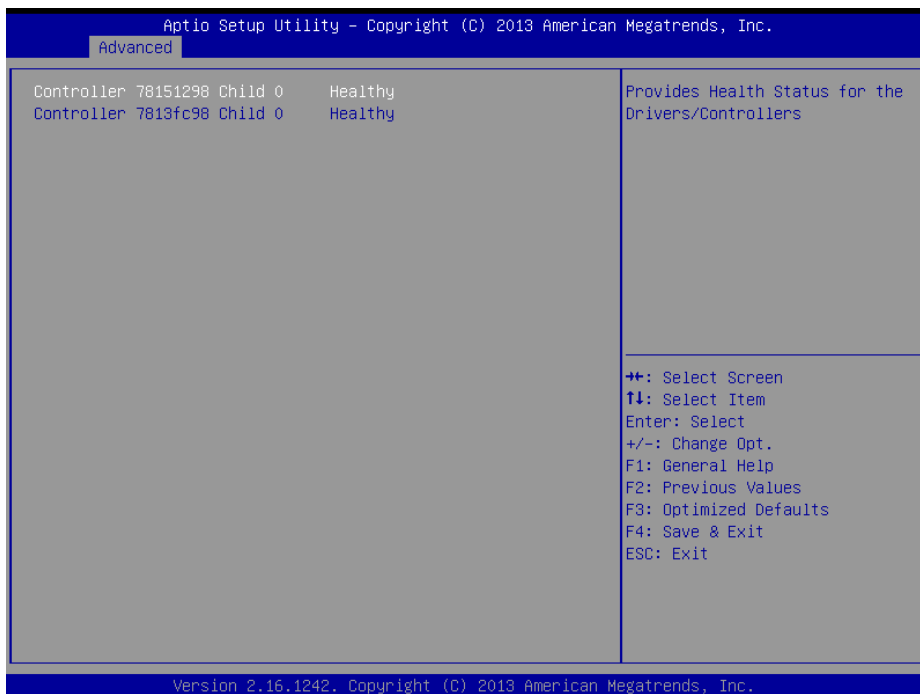 Aptio Setup Utility – Copyright (C) 2013 American Megatrends, Inc.
Advanced
Controller 78151298 Child 0 Healthy
Controller 7813fc98 Child 0 Healthy
Provides Health Status for the
Drivers/Controllers
→←: Select Screen
↑↓: Select Item
Enter: Select
+/-: Change Opt.
F1: General Help
F2: Previous Values
F3: Optimized Defaults
F4: Save & Exit
ESC: Exit
Version 2.16.1242. Copyright (C) 2013 American Megatrends, Inc.